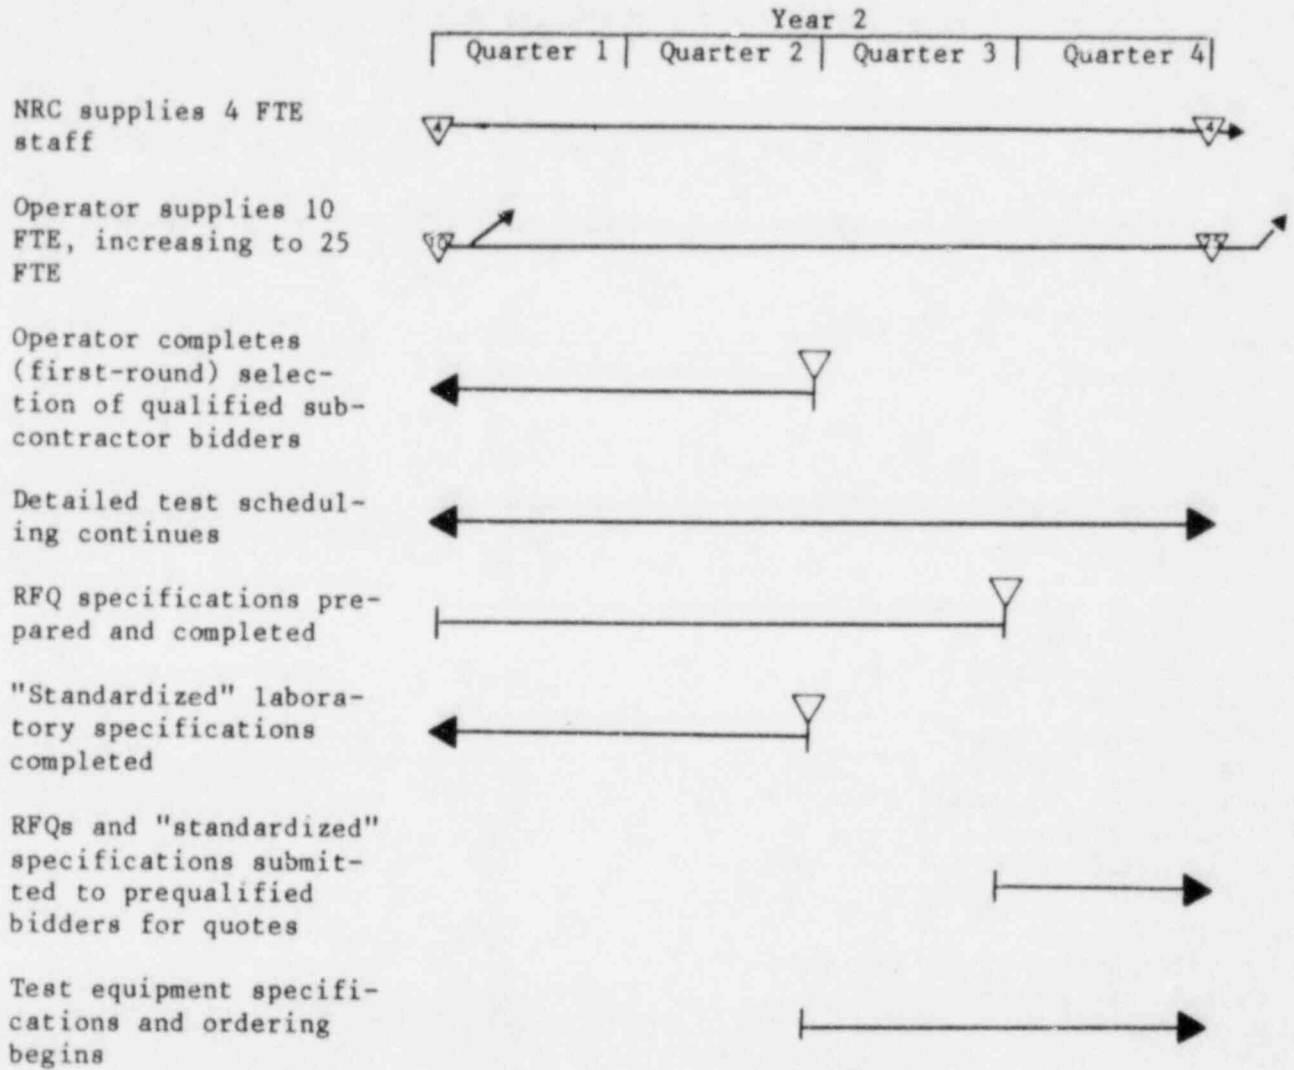 Year 2
Quarter 1 Quarter 2 Quarter 3 Quarter 4
NRC supplies 4 FTE
staff
4 4
Operator supplies 10
FTE, increasing to 25
FTE
10 25
Operator completes
(first-round) selec-
tion of qualified sub-
contractor bidders
Detailed test schedul-
ing continues
RFQ specifications pre-
pared and completed
"Standardized" labora-
tory specifications
completed
RFQs and "standardized"
specifications submit-
ted to prequalified
bidders for quotes
Test equipment specifi-
cations and ordering
begins